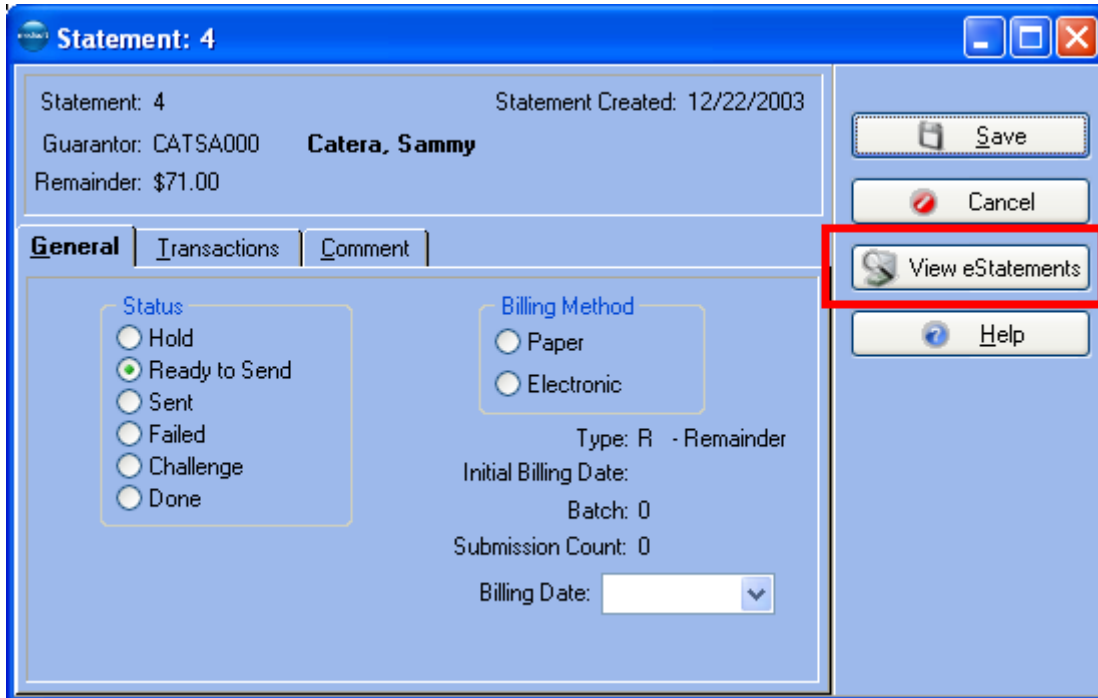 Statement: 4
Statement: 4 Statement Created: 12/22/2003
Guarantor: CATSA000 Catera, Sammy
Remainder: $71.00
General Transactions Comment
Status
Hold
Ready to Send
Sent
Failed
Challenge
Done
Billing Method
Paper
Electronic
Type: R - Remainder
Initial Billing Date:
Batch: 0
Submission Count: 0
Billing Date:
Save
Cancel
View eStatements
Help